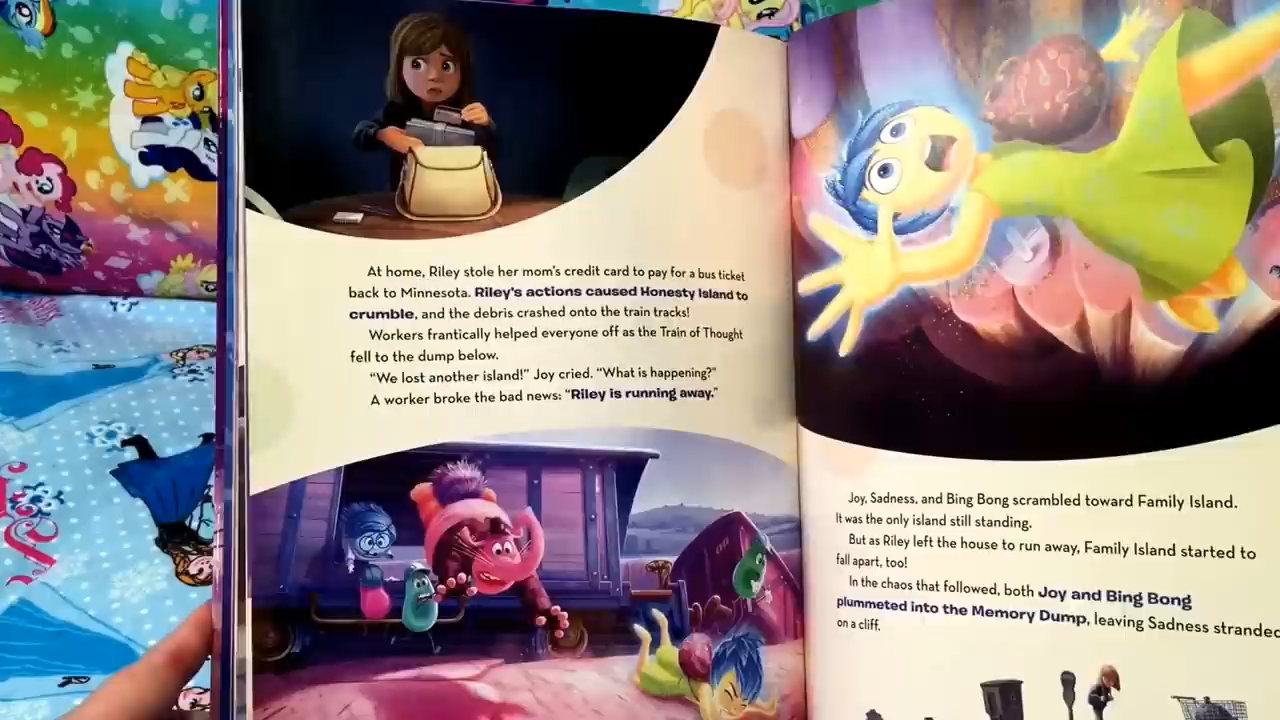 At home, Riley stole her mom's credit card to pay for a bus ticket
back to Minnesota. Riley's actions caused Honesty Island to
crumble, and the debris crashed onto the train tracks!
Workers frantically helped everyone off as the Train of Thought
fell to the dump below.
"We lost another island!" Joy cried. "What is happening?"
A worker broke the bad news: "Riley is running away."
Joy, Sadness, and Bing Bong scrambled toward Family Island.
It was the only island still standing.
But as Riley left the house to run away, Family Island started to
fall apart, too!
In the chaos that followed, both Joy and Bing Bong
plummeted into the Memory Dump, leaving Sadness stranded
on a cliff.